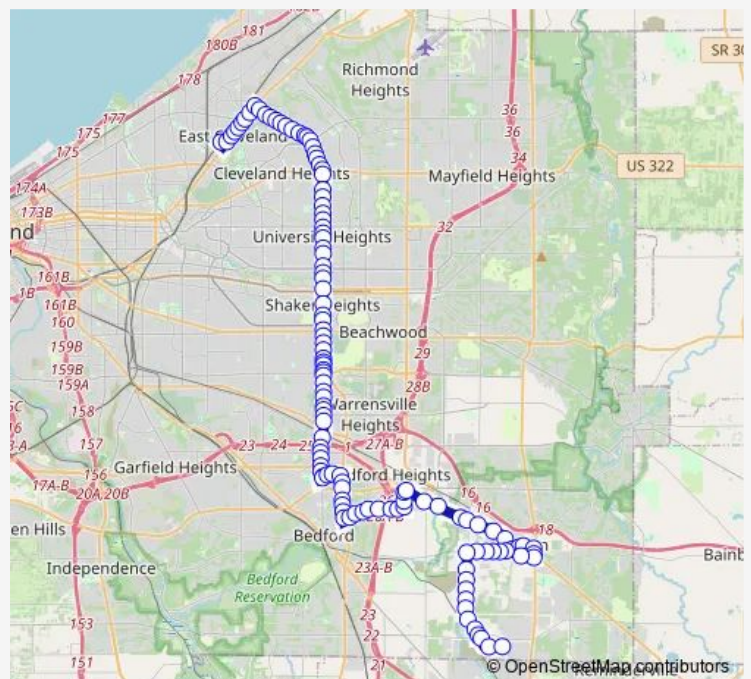 180B
181
178
SR 30
Richmond
Heights
177
175
175
East Cleveland
36
36
34
US 322
174A
Cleveland Heights
Mayfield Heights
173B
nd
32
University Heights
161B
1B
161B
Shaker Heights
160
Beachwood
159B
29
159B
159A
28B
158
Warrensville
Heights
157
23
24
27A-B
Garfield Heights
156
dford Heights
17A-B
20A,20B
16
16
18
en Hills
Bedford
Bainb
Independence
23A-B
Bedford
Reservation
153
23
22
151
21
© OpenStreetMap contributors
Reminderville